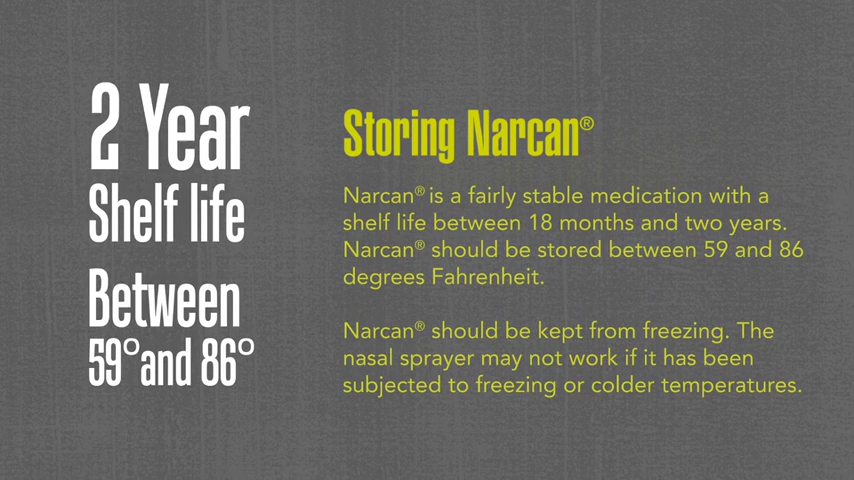 2 Year
Shelf life
Between
59° and 86°
Storing Narcan®
Narcan® is a fairly stable medication with a
shelf life between 18 months and two years.
Narcan® should be stored between 59 and 86
degrees Fahrenheit.
Narcan® should be kept from freezing. The
nasal sprayer may not work if it has been
subjected to freezing or colder temperatures.